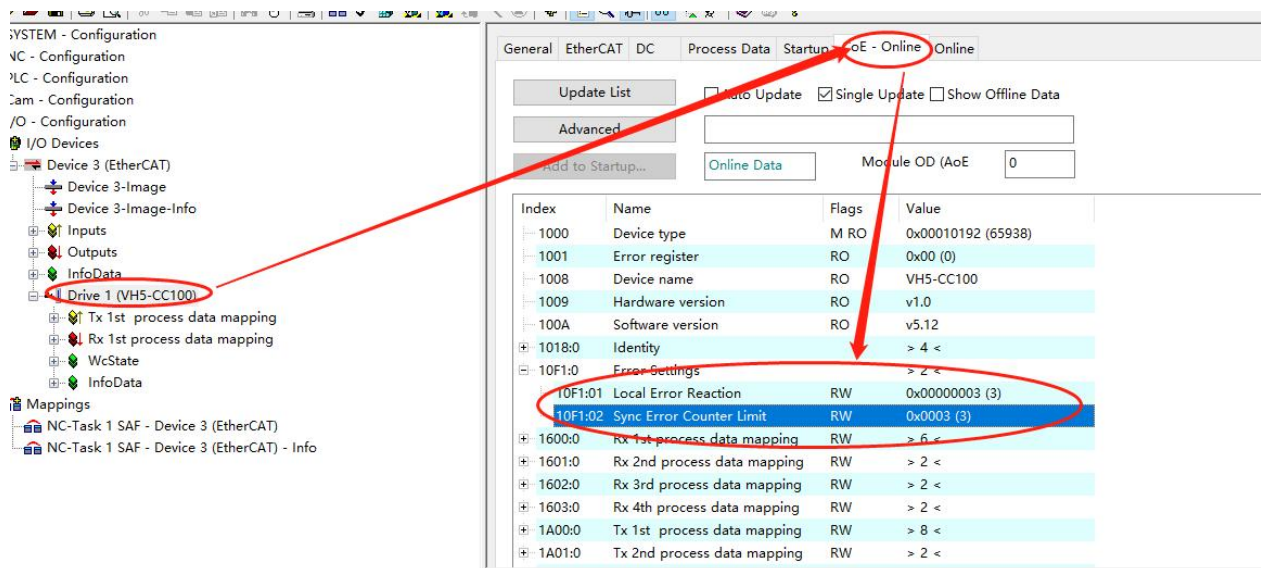 SYSTEM - Configuration
NC - Configuration
PLC - Configuration
Cam - Configuration
I/O - Configuration
I/O Devices
Device 3 (EtherCAT)
Device 3-Image
Device 3-Image-Info
Inputs
Outputs
InfoData
Drive 1 (VH5-CC100)
Tx 1st process data mapping
Rx 1st process data mapping
WcState
InfoData
Mappings
NC-Task 1 SAF - Device 3 (EtherCAT)
NC-Task 1 SAF - Device 3 (EtherCAT) - Info
General EtherCAT DC Process Data Startup oE - Online Online
Update List Auto Update Single Update Show Offline Data
Advanced
Add to Startup... Online Data Module OD (AoE 0
Index Name Flags Value
1000 Device type M RO 0x00010192 (65938)
1001 Error register RO 0x00 (0)
1008 Device name RO VH5-CC100
1009 Hardware version RO v1.0
100A Software version RO v5.12
1018:0 Identity > 4 <
10F1:0 Error Settings > 2 <
10F1:01 Local Error Reaction RW 0x00000003 (3)
10F1:02 Sync Error Counter Limit RW 0x0003 (3)
1600:0 Rx 1st process data mapping RW > 6 <
1601:0 Rx 2nd process data mapping RW > 2 <
1602:0 Rx 3rd process data mapping RW > 2 <
1603:0 Rx 4th process data mapping RW > 2 <
1A00:0 Tx 1st process data mapping RW > 8 <
1A01:0 Tx 2nd process data mapping RW > 2 <